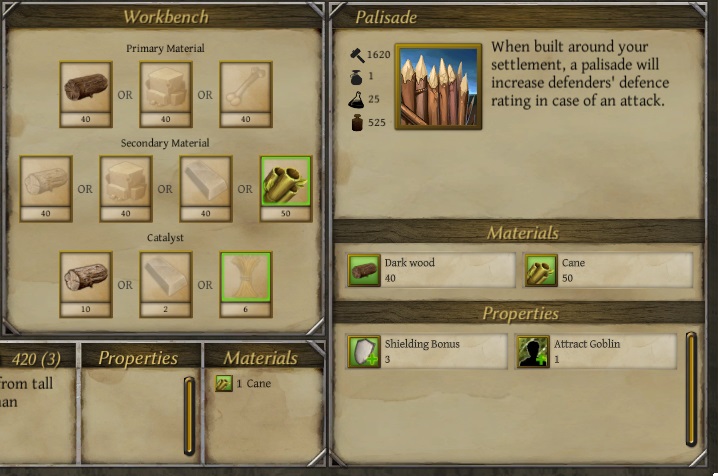 Workbench
Primary Material
OR OR
40 40 40
Secondary Material
OR OR OR
40 40 40 50
Catalyst
OR OR
10 2 6
420 (3)
from tall
an
Properties
Materials
1 Cane
Palisade
1620
1
25
525
When built around your
settlement, a palisade will
increase defenders' defence
rating in case of an attack.
Materials
Dark wood
40
Cane
50
Properties
Shielding Bonus
3
Attract Goblin
1